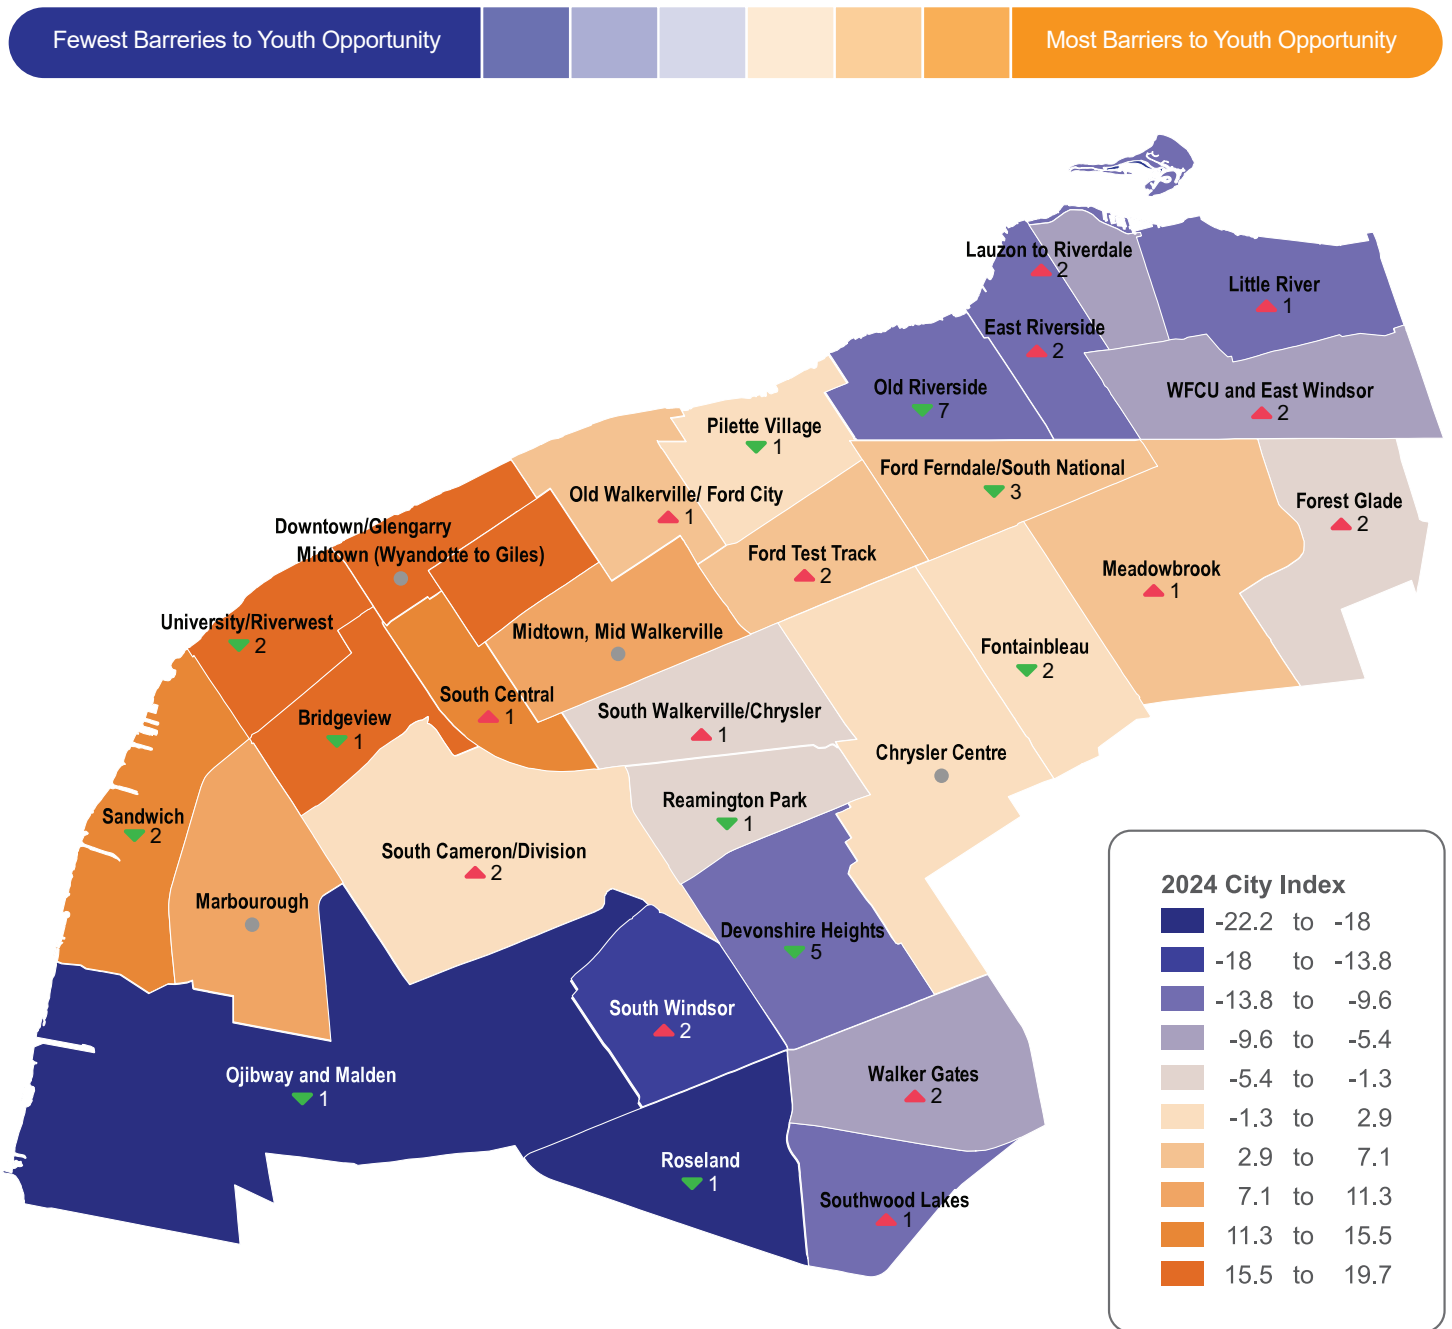 Fewest Barreries to Youth Opportunity
Most Barriers to Youth Opportunity
Lauzon to Riverdale
2
Little River
1
East Riverside
2
Old Riverside
7
WFCU and East Windsor
2
Pilette Village
1
Ford Ferndale/South National
3
Old Walkerville/ Ford City
1
Forest Glade
2
Downtown/Glengarry
Midtown (Wyandotte to Giles)
Ford Test Track
2
Meadowbrook
1
University/Riverwest
2
Midtown, Mid Walkerville
Fontainbleau
2
South Central
1
Bridgeview
1
South Walkerville/Chrysler
1
Chrysler Centre
Reamington Park
1
Sandwich
2
South Cameron/Division
2
Marbourough
Devonshire Heights
5
South Windsor
2
Ojibway and Malden
1
Walker Gates
2
Roseland
1
Southwood Lakes
1
2024 City Index
-22.2 to -18
-18 to -13.8
-13.8 to -9.6
-9.6 to -5.4
-5.4 to -1.3
-1.3 to 2.9
2.9 to 7.1
7.1 to 11.3
11.3 to 15.5
15.5 to 19.7